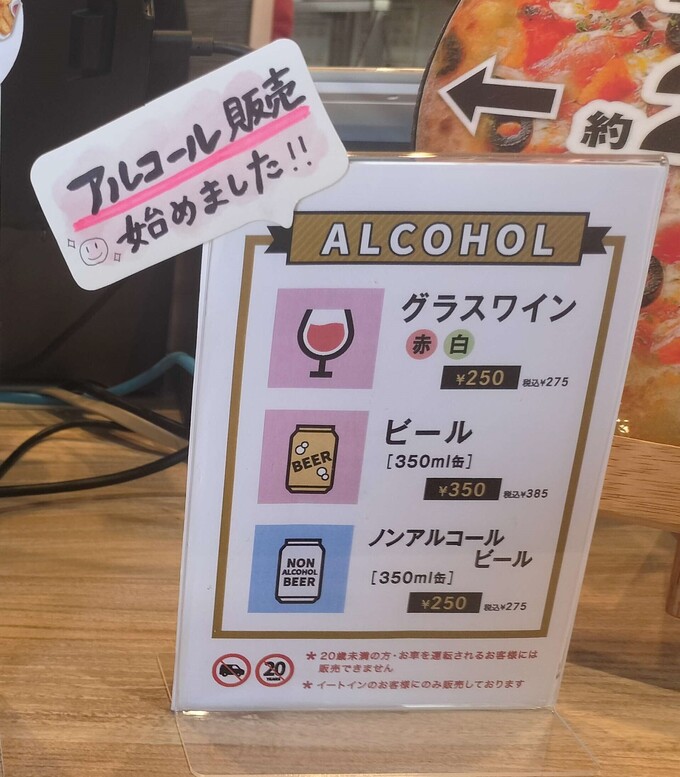 アルコール販売
始めました!!
約
ALCOHOL
グラスワイン
赤 白
¥250 税込¥275
BEER
ビール
[350ml缶]
¥350 税込¥385
NON
ALCOHOL
BEER
ノンアルコール
ビール
[350ml缶]
¥250 税込¥275
20
＊20歳未満の方・お車を運転されるお客様には
販売できません
＊イートインのお客様にのみ販売しております